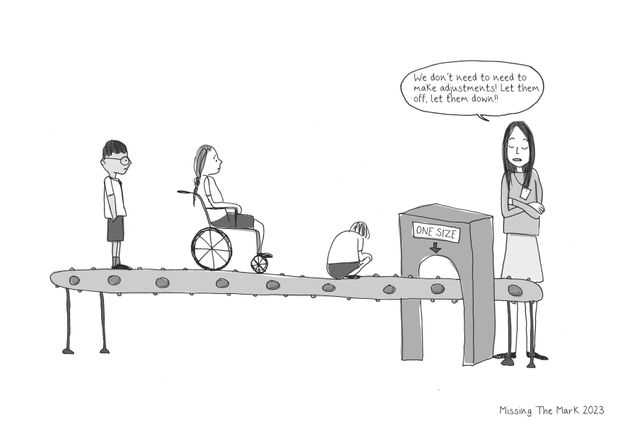 We don't need to need to
make adjustments! Let them
off, let them down!!
ONE SIZE
Missing The Mark 2023